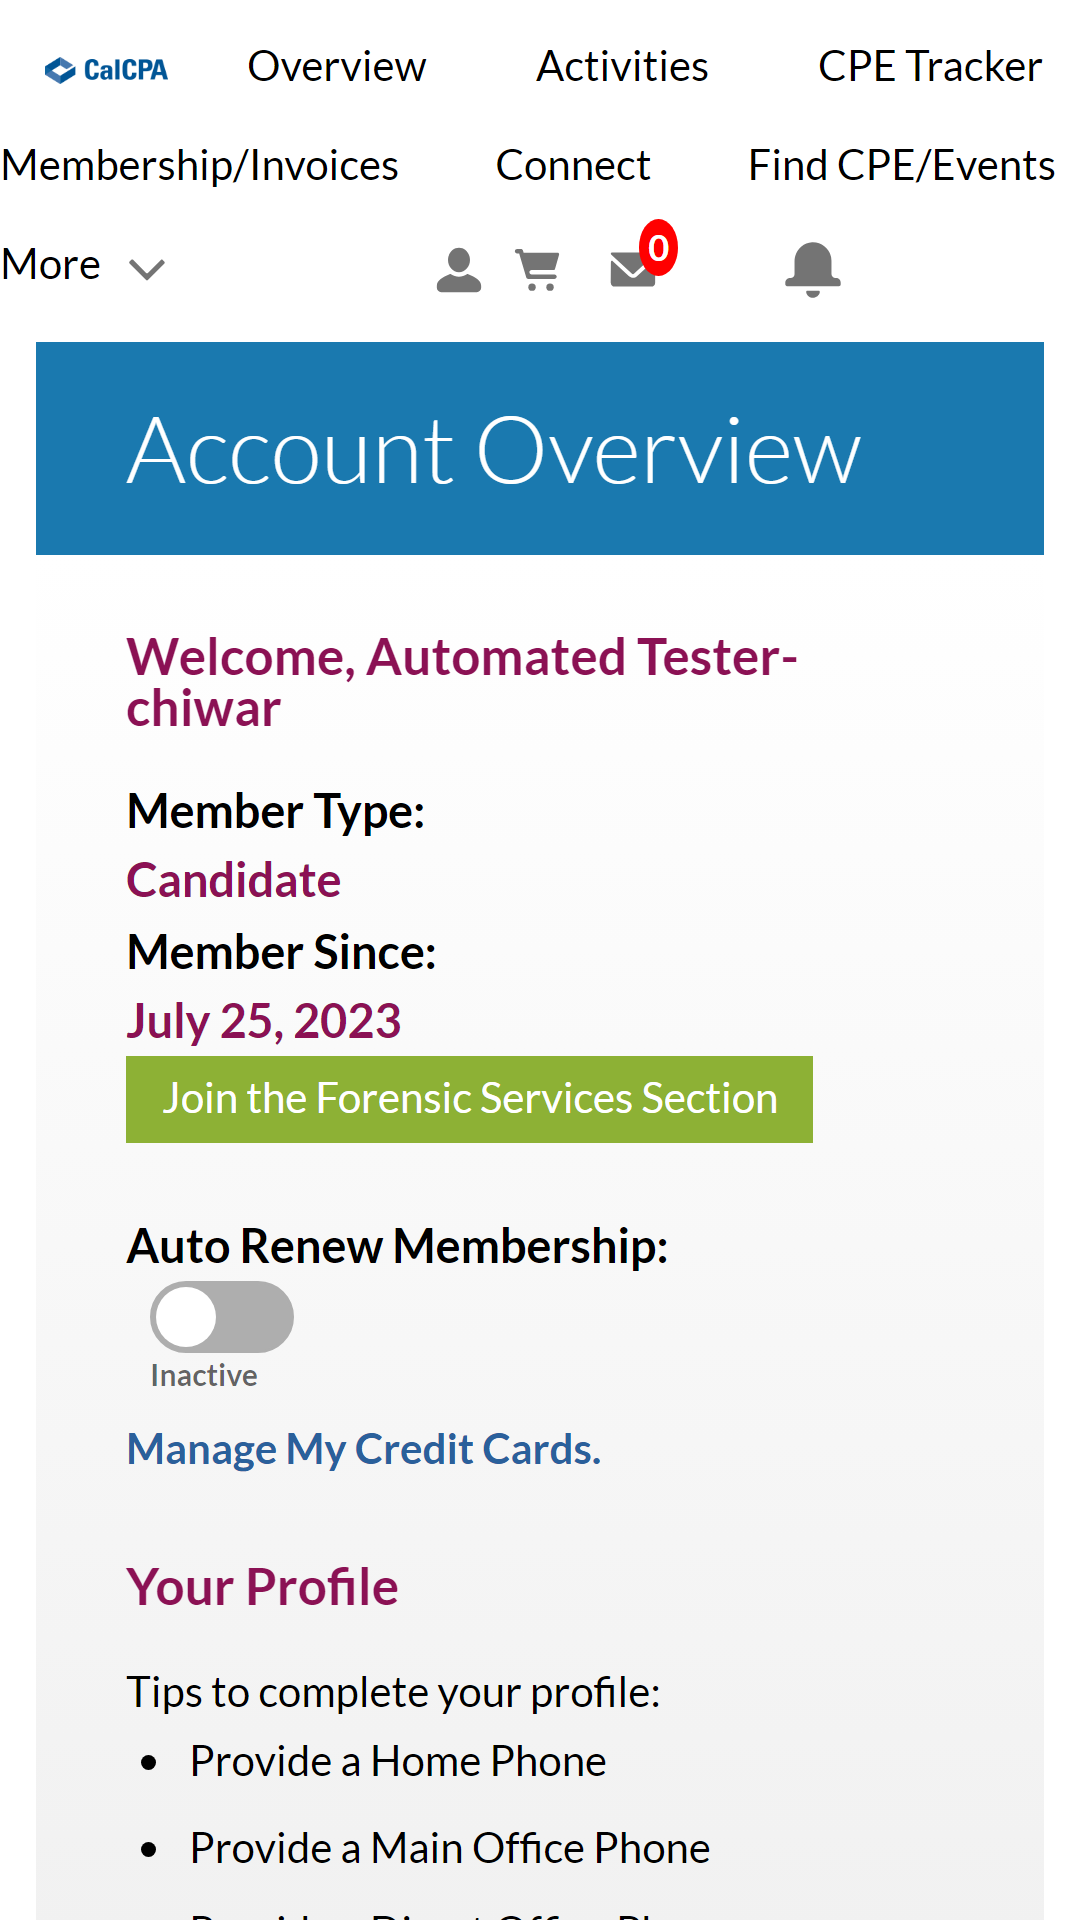 CalCPA Overview Activities CPE Tracker
Membership/Invoices Connect Find CPE/Events
More 0
Account Overview
Welcome, Automated Tester-
chiwar
Member Type:
Candidate
Member Since:
July 25, 2023
Join the Forensic Services Section
Auto Renew Membership:
Inactive
Manage My Credit Cards.
Your Profile
Tips to complete your profile:
• Provide a Home Phone
• Provide a Main Office Phone